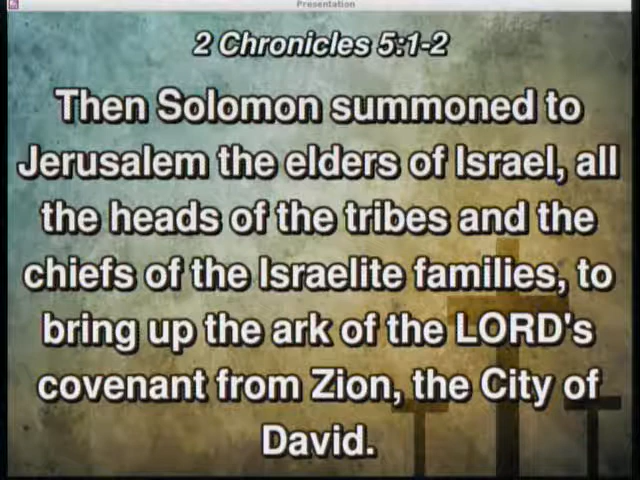 Presentation
2 Chronicles 5:1-2
Then Solomon summoned to
Jerusalem the elders of Israel, all
the heads of the tribes and the
chiefs of the Israelite families, to
bring up the ark of the LORD's
covenant from Zion, the City of
David.